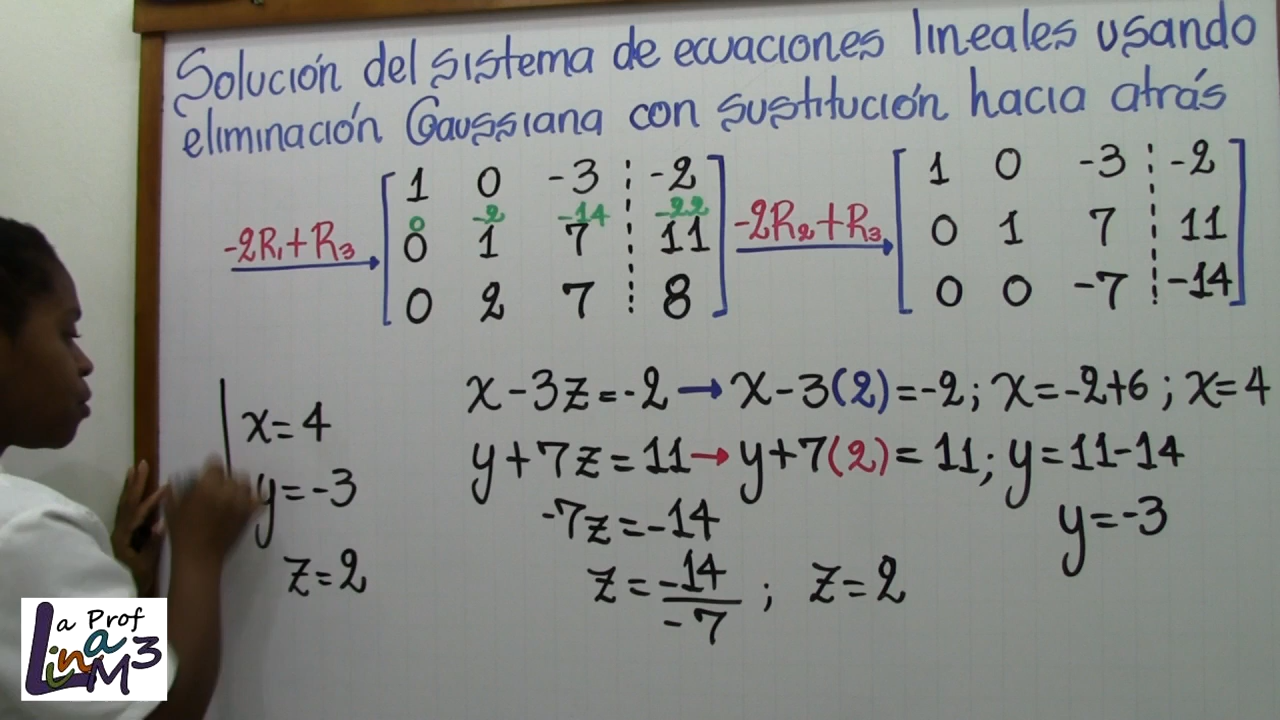 Solución del sistema de ecuaciones lineales usando
eliminación Gaussiana con sustitución hacia atrás
1 0 -3 -2
0 -2 -14 -22
-2R₁+R₃ 0 1 7 11
0 2 7 8
1 0 -3 -2
-2R₂+R₃ 0 1 7 11
0 0 -7 -14
x-3z=-2 → x-3(2)=-2; x=-2+6; x=4
y+7z=11 → y+7(2)=11; y=11-14
-7z=-14
y=-3
z=-14/-7; z=2
x=4
y=-3
z=2
La Prof
Lina M3